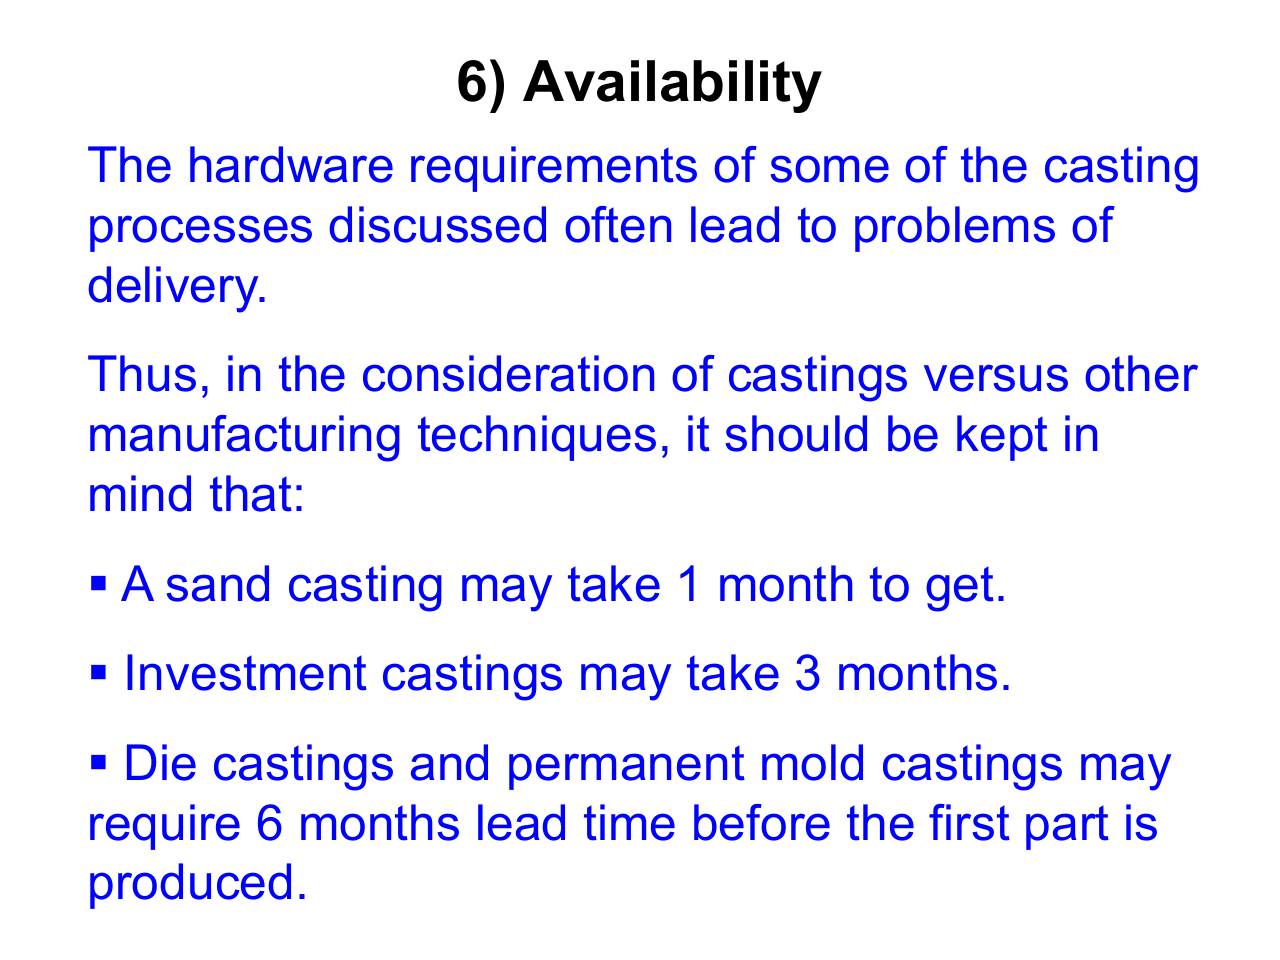 6) Availability
The hardware requirements of some of the casting
processes discussed often lead to problems of
delivery.
Thus, in the consideration of castings versus other
manufacturing techniques, it should be kept in
mind that:
▪ A sand casting may take 1 month to get.
▪ Investment castings may take 3 months.
▪ Die castings and permanent mold castings may
require 6 months lead time before the first part is
produced.